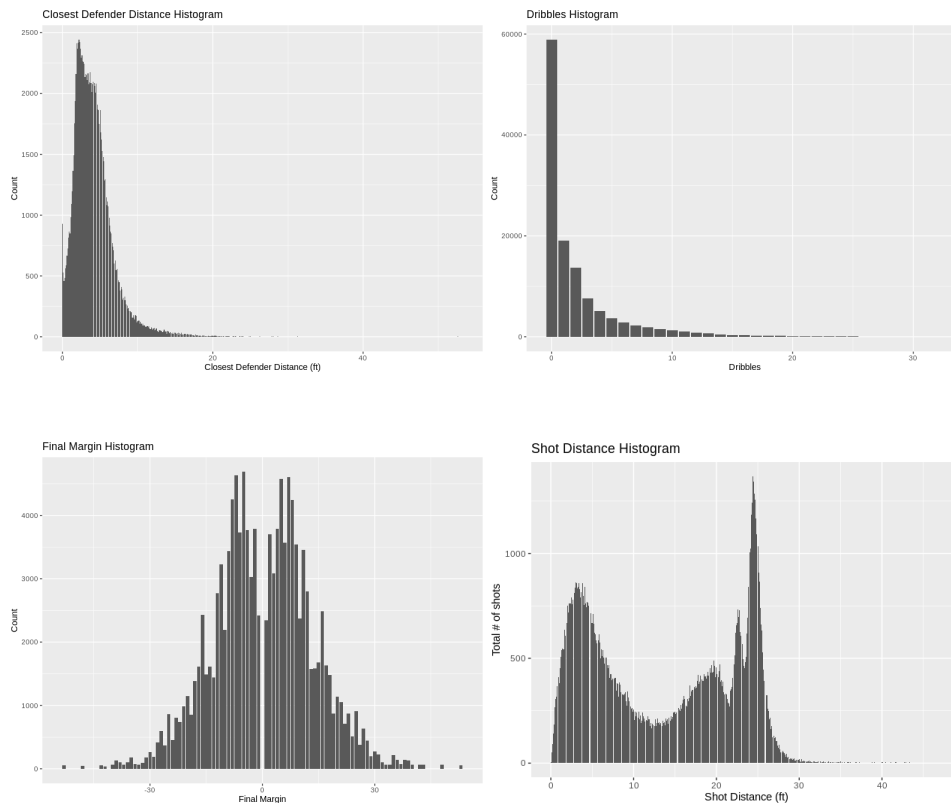 Closest Defender Distance Histogram
2500
2000
1500
1000
500
0
Count
0 20 40
Closest Defender Distance (ft)
Dribbles Histogram
60000
40000
20000
0
Count
0 10 20 30
Dribbles
Final Margin Histogram
4000
3000
2000
1000
0
Count
-30 0 30
Final Margin
Shot Distance Histogram
1000
500
0
Total # of shots
0 10 20 30 40
Shot Distance (ft)